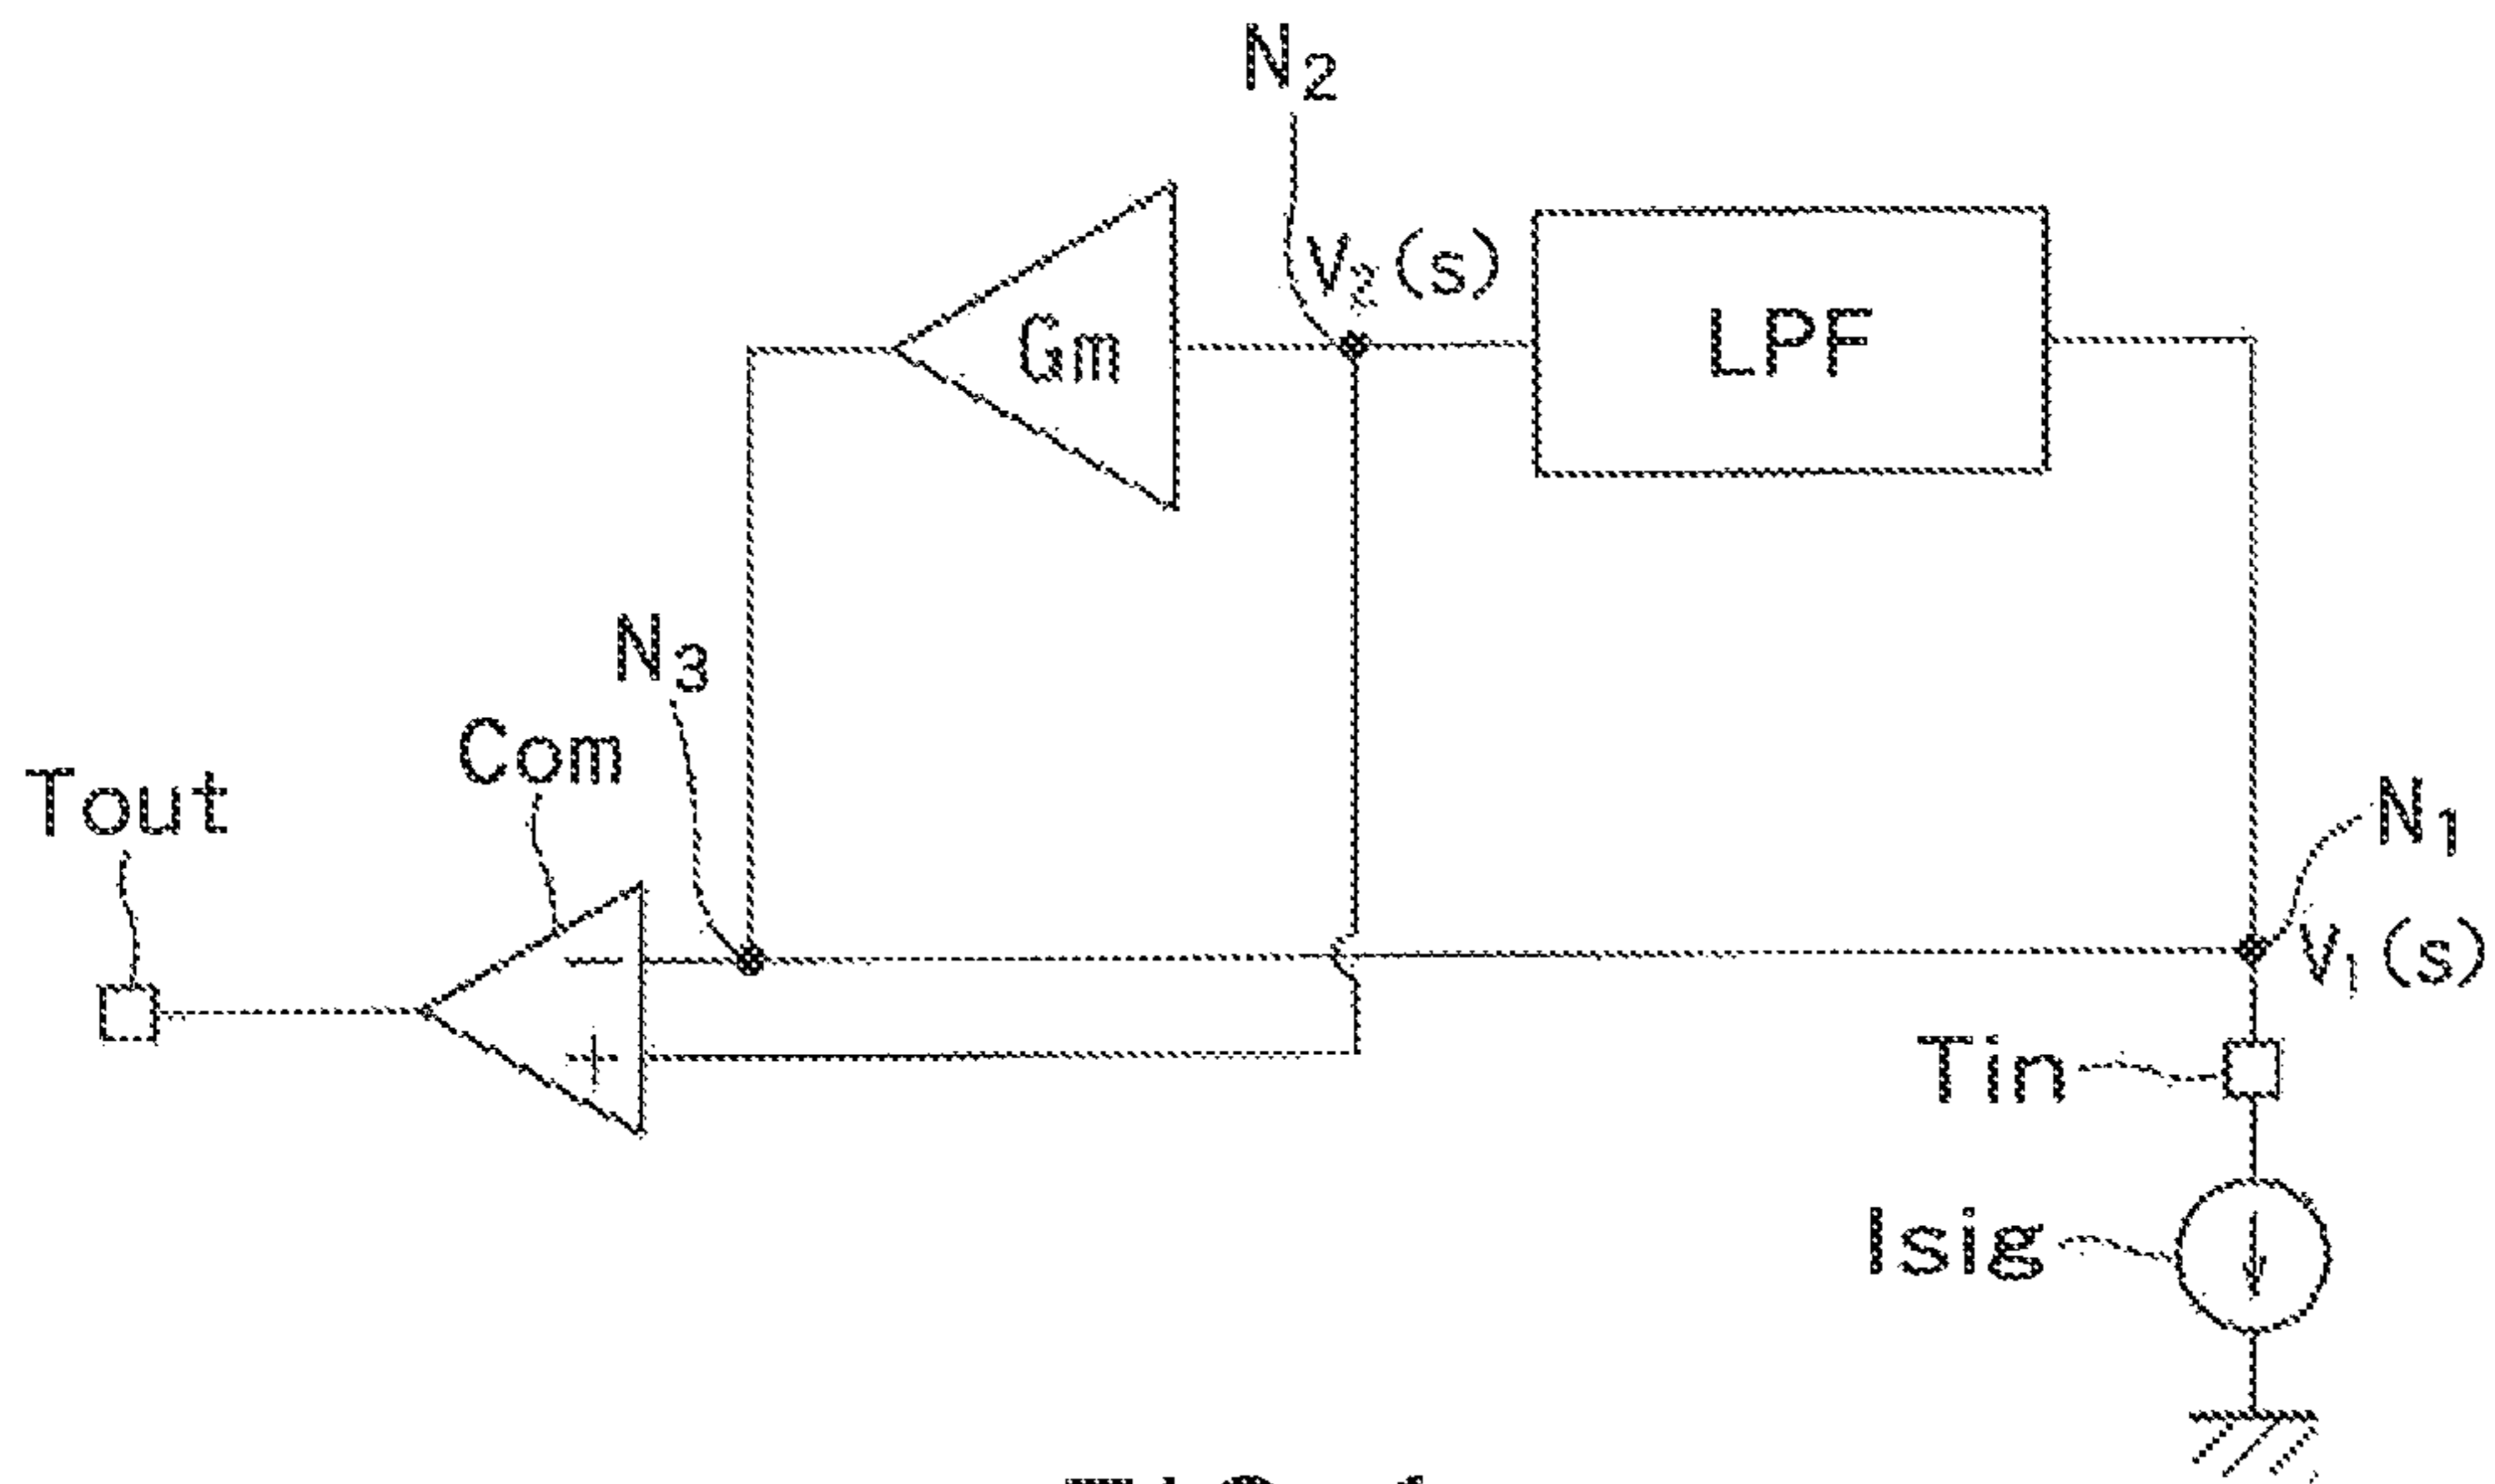 N2
V2(s)
LPF
Gm
N3
Com
Tout
N1
V1(s)
−
+
Tin
Isig